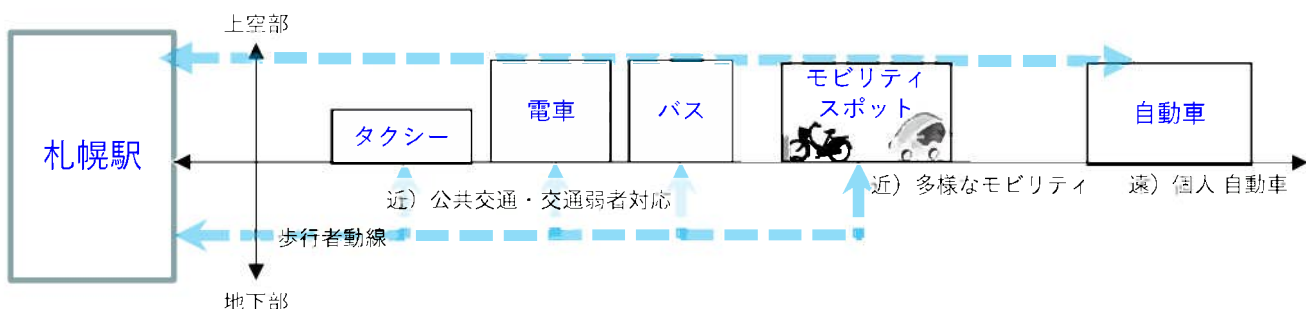 上空部
札幌駅
タクシー
電車
バス
モビリティ
スポット
自動車
近）公共交通・交通弱者対応
近）多様なモビリティ
遠）個人 自動車
歩行者動線
地下部